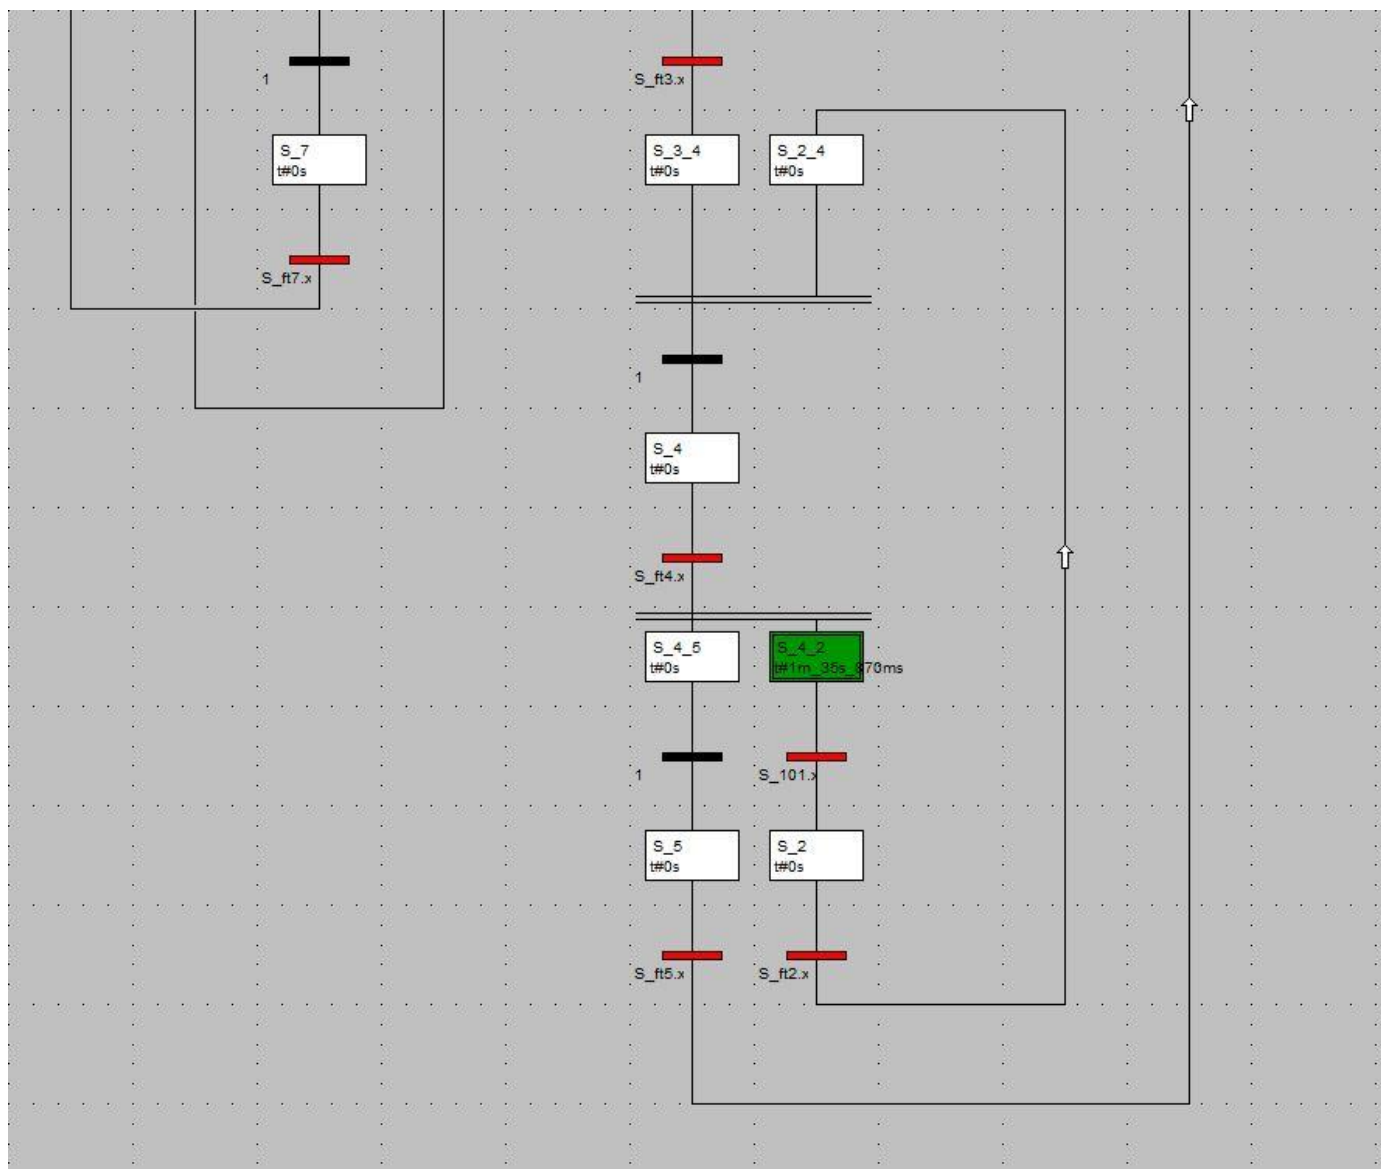 1
S_ft3.x
S_7
t#0s
S_3_4
t#0s
S_2_4
t#0s
S_ft7.x
1
S_4
t#0s
S_ft4.x
S_4_5
t#0s
S_4_2
t#1m_35s_870ms
1
S_101.x
S_5
t#0s
S_2
t#0s
S_ft5.x
S_ft2.x